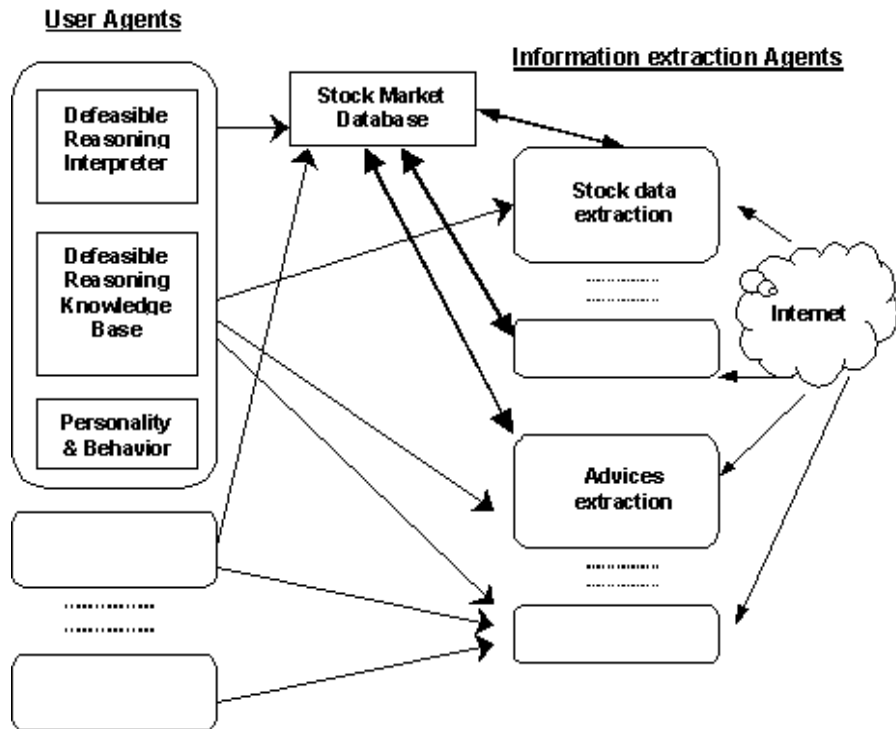 User Agents
Defeasible
Reasoning
Interpreter
Defeasible
Reasoning
Knowledge
Base
Personality
& Behavior
Stock Market
Database
Information extraction Agents
Stock data
extraction
Advices
extraction
Internet